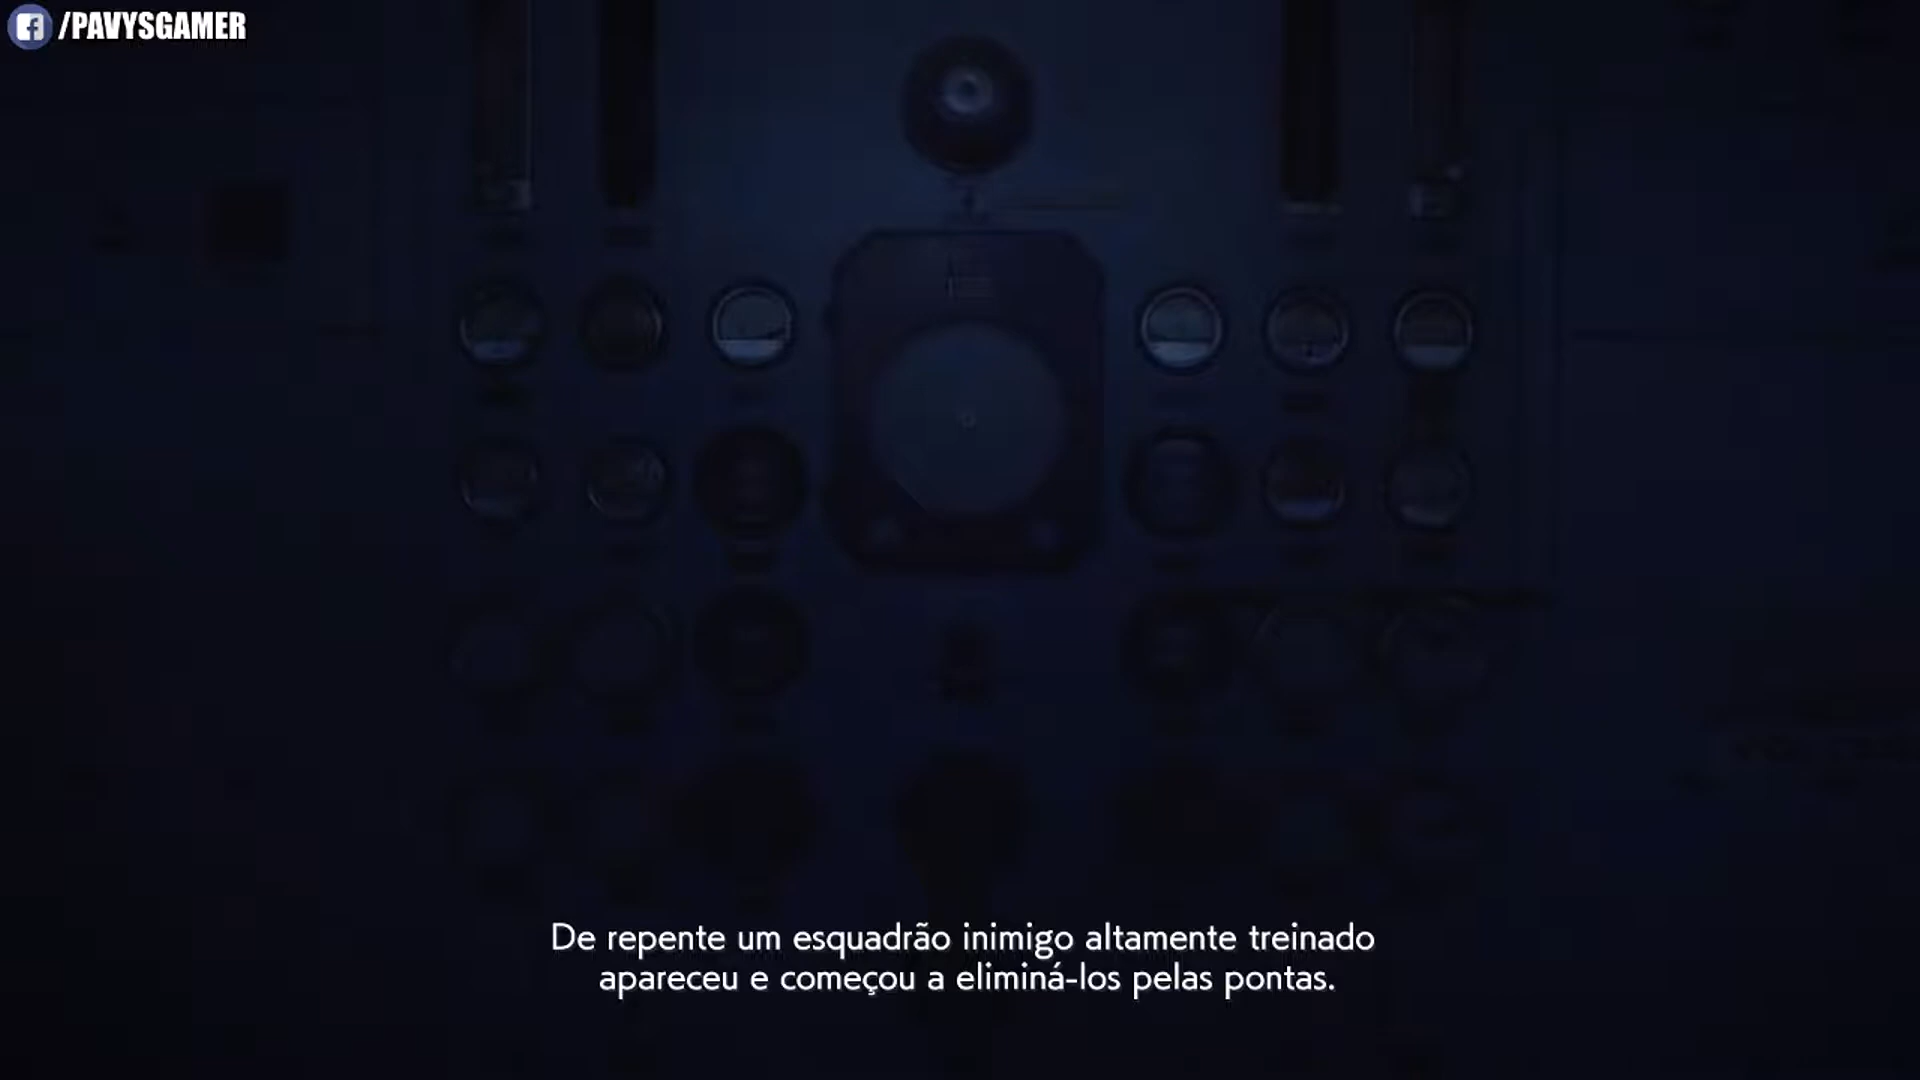 /PAVYSGAMER
De repente um esquadrão inimigo altamente treinado
apareceu e começou a eliminá-los pelas pontas.